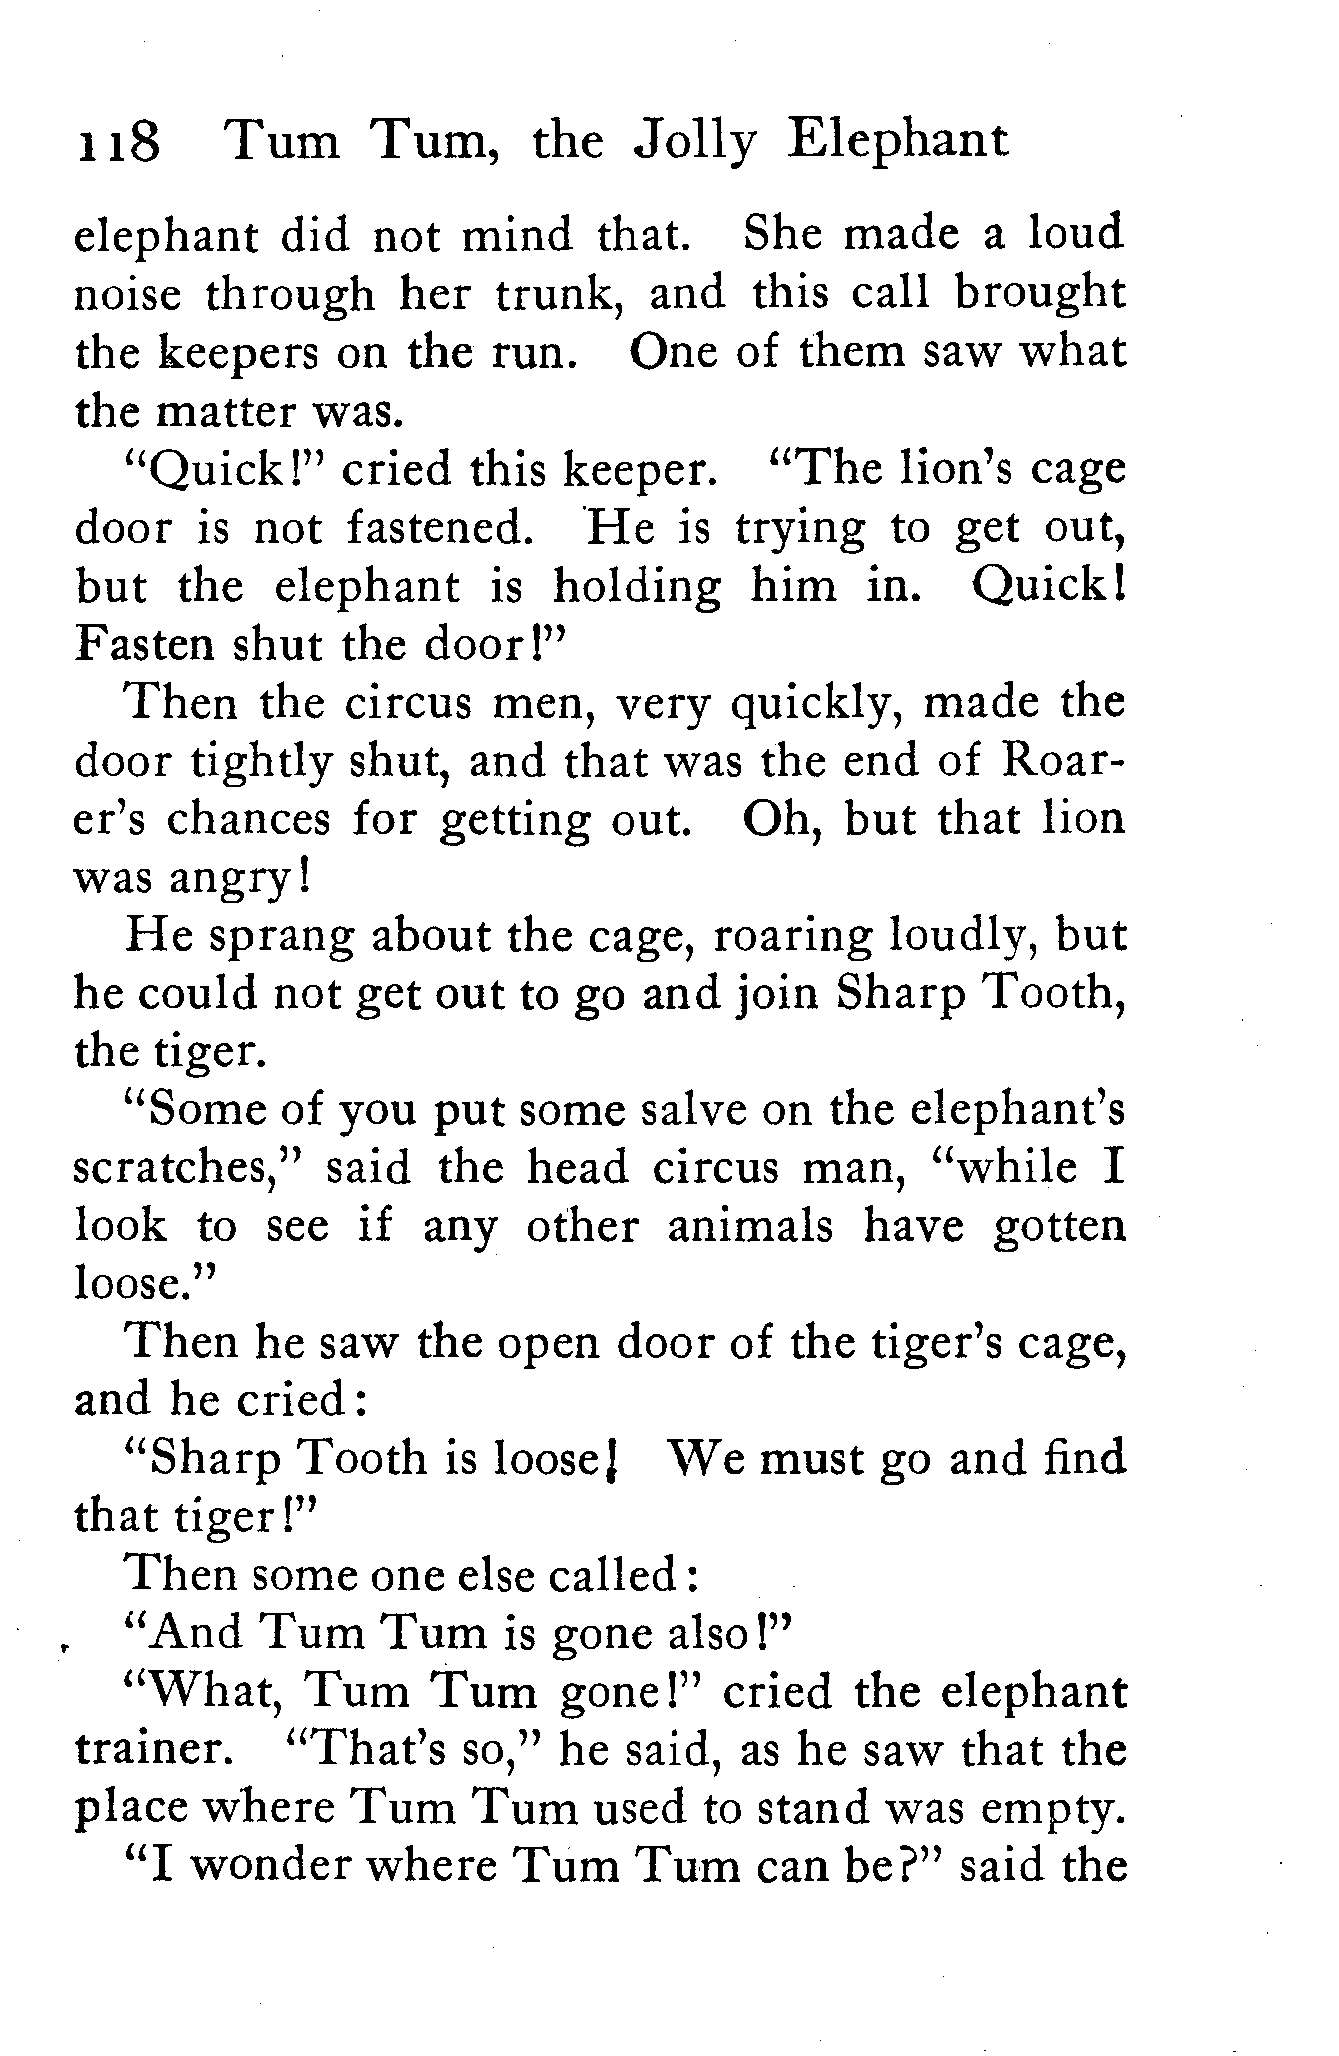 118 Tum Tum, the Jolly Elephant
elephant did not mind that. She made a loud
noise through her trunk, and this call brought
the keepers on the run. One of them saw what
the matter was.
“Quick!” cried this keeper. “The lion’s cage
door is not fastened. He is trying to get out,
but the elephant is holding him in. Quick!
Fasten shut the door!”
Then the circus men, very quickly, made the
door tightly shut, and that was the end of Roar-
er’s chances for getting out. Oh, but that lion
was angry!
He sprang about the cage, roaring loudly, but
he could not get out to go and join Sharp Tooth,
the tiger.
“Some of you put some salve on the elephant’s
scratches,” said the head circus man, “while I
look to see if any other animals have gotten
loose.”
Then he saw the open door of the tiger’s cage,
and he cried:
“Sharp Tooth is loose! We must go and find
that tiger!”
Then some one else called:
“And Tum Tum is gone also!”
“What, Tum Tum gone!” cried the elephant
trainer. “That’s so,” he said, as he saw that the
place where Tum Tum used to stand was empty.
“I wonder where Tum Tum can be?” said the